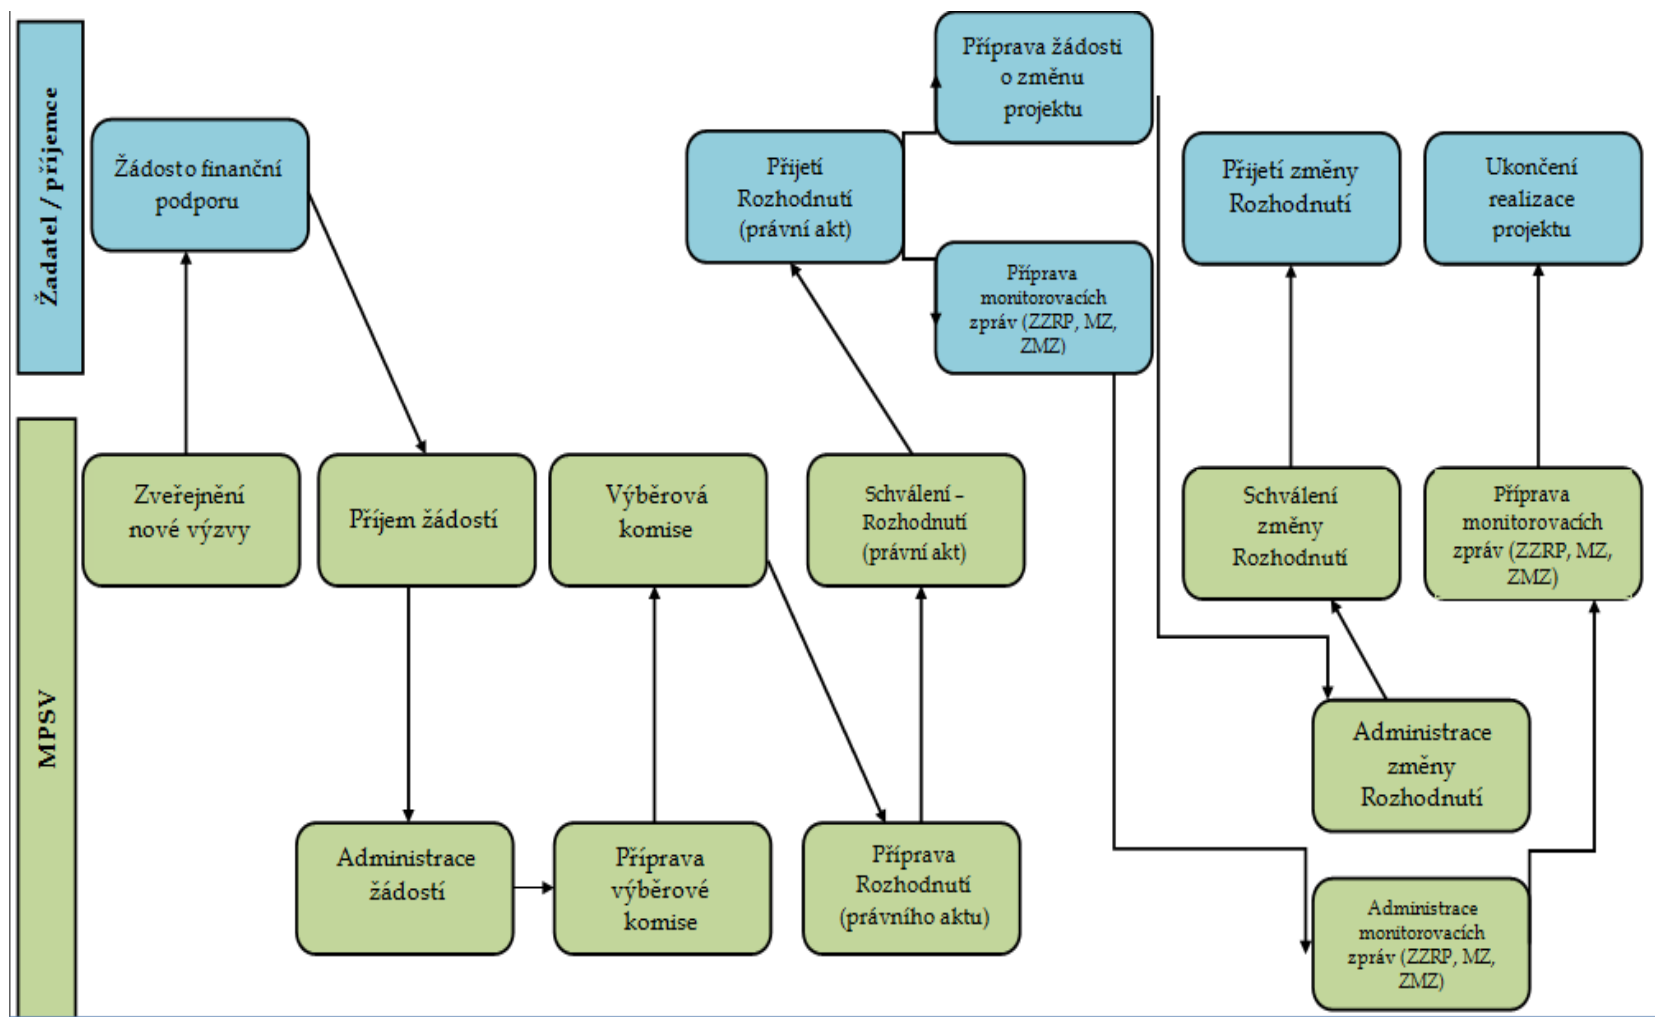 Žadatel / příjemce
Žádost o finanční
podporu
Přijetí
Rozhodnutí
(právní akt)
Příprava žádosti
o změnu
projektu
Příprava
monitorovacích
zpráv (ZZRP, MZ,
ZMZ)
Přijetí změny
Rozhodnutí
Ukončení
realizace
projektu
MPSV
Zveřejnění
nové výzvy
Příjem žádostí
Výběrová
komise
Schválení –
Rozhodnutí
(právní akt)
Schválení
změny
Rozhodnutí
Příprava
monitorovacích
zpráv (ZZRP, MZ,
ZMZ)
Administrace
žádostí
Příprava
výběrové
komise
Příprava
Rozhodnutí
(právního aktu)
Administrace
změny
Rozhodnutí
Administrace
monitorovacích
zpráv (ZZRP, MZ,
ZMZ)